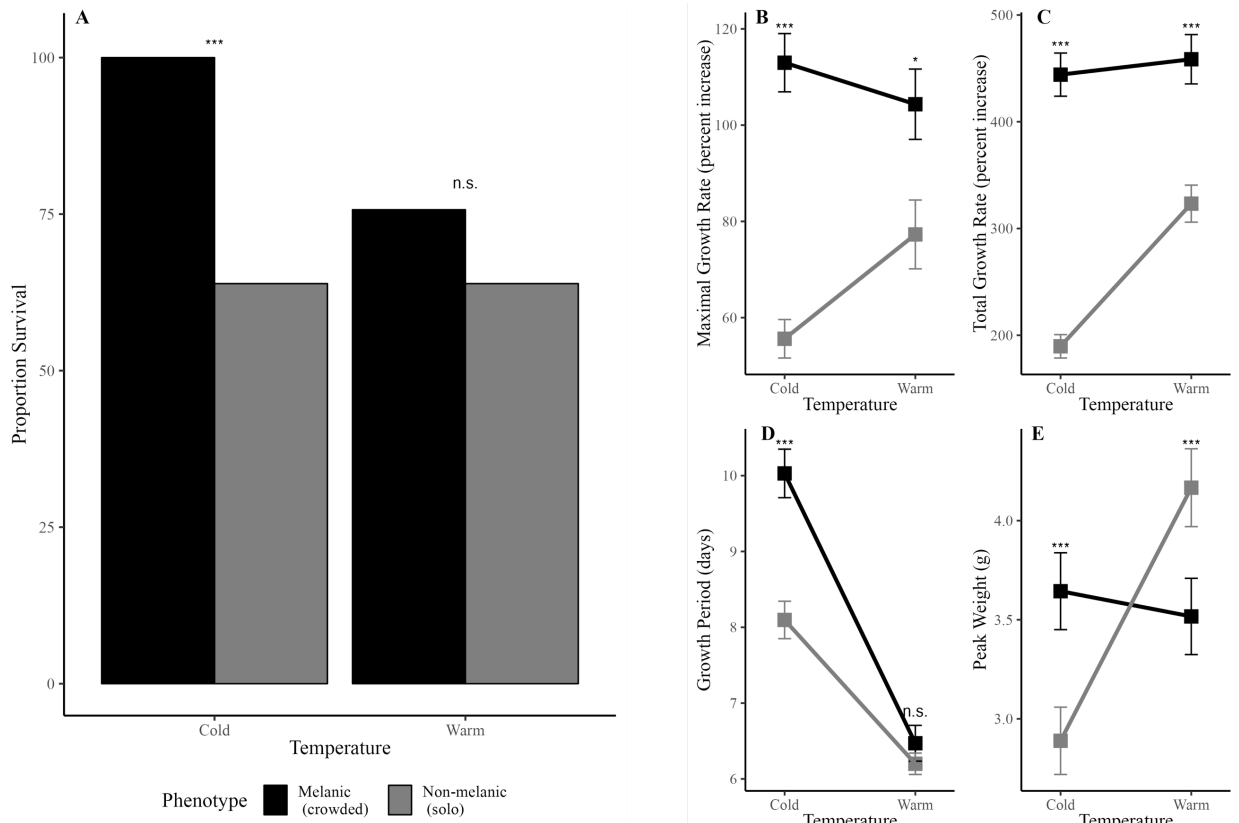 A
***
n.s.
100
75
50
25
0
Proportion Survival
Cold
Warm
Temperature
Phenotype
Melanic
(crowded)
Non-melanic
(solo)
B
***
*
120
100
80
60
Maximal Growth Rate (percent increase)
Cold
Warm
Temperature
C
***
***
500
400
300
200
Total Growth Rate (percent increase)
Cold
Warm
Temperature
D
***
n.s.
10
9
8
7
6
Growth Period (days)
Cold
Warm
Temperature
E
***
***
4.0
3.5
3.0
Peak Weight (g)
Cold
Warm
Temperature